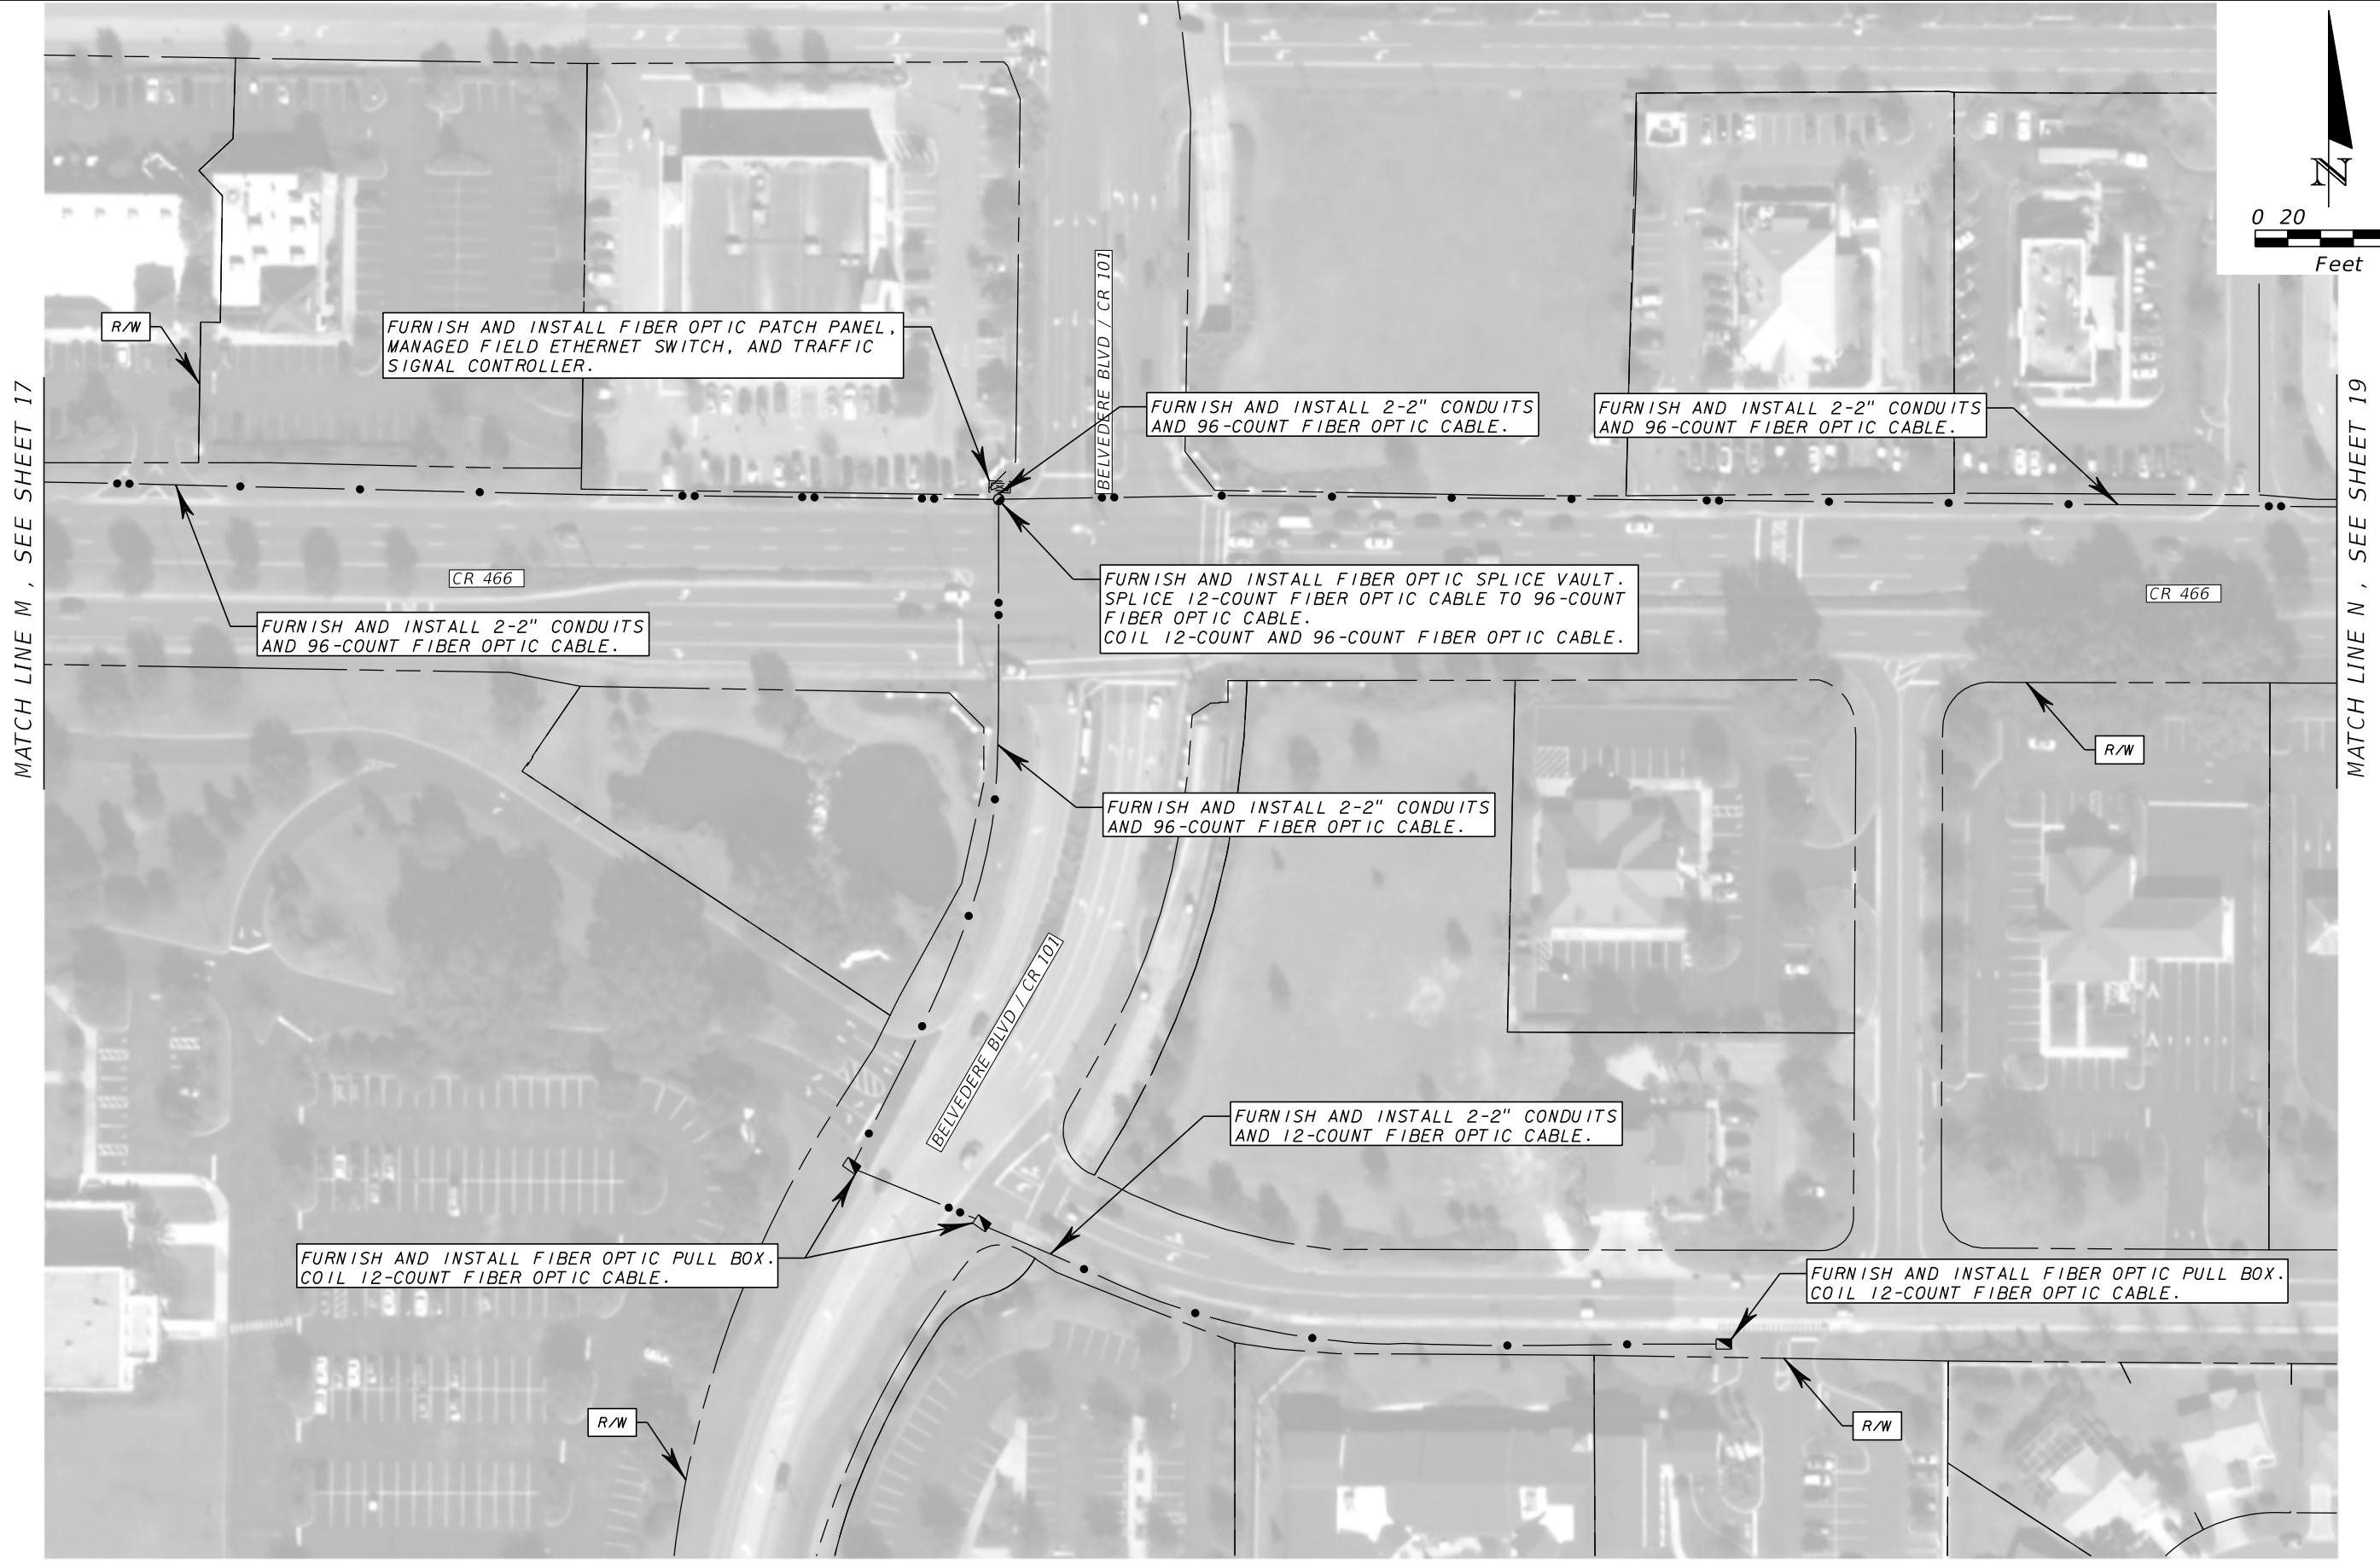 N
0 20
Feet
R/W
FURNISH AND INSTALL FIBER OPTIC PATCH PANEL,
MANAGED FIELD ETHERNET SWITCH, AND TRAFFIC
SIGNAL CONTROLLER.
BELVEDERE BLVD / CR 101
FURNISH AND INSTALL 2-2" CONDUITS
AND 96-COUNT FIBER OPTIC CABLE.
FURNISH AND INSTALL 2-2" CONDUITS
AND 96-COUNT FIBER OPTIC CABLE.
MATCH LINE M, SEE SHEET 17
MATCH LINE N, SEE SHEET 19
CR 466
FURNISH AND INSTALL FIBER OPTIC SPLICE VAULT.
SPLICE 12-COUNT FIBER OPTIC CABLE TO 96-COUNT
FIBER OPTIC CABLE.
COIL 12-COUNT AND 96-COUNT FIBER OPTIC CABLE.
CR 466
FURNISH AND INSTALL 2-2" CONDUITS
AND 96-COUNT FIBER OPTIC CABLE.
R/W
FURNISH AND INSTALL 2-2" CONDUITS
AND 96-COUNT FIBER OPTIC CABLE.
BELVEDERE BLVD / CR 101
FURNISH AND INSTALL 2-2" CONDUITS
AND 12-COUNT FIBER OPTIC CABLE.
FURNISH AND INSTALL FIBER OPTIC PULL BOX.
COIL 12-COUNT FIBER OPTIC CABLE.
FURNISH AND INSTALL FIBER OPTIC PULL BOX.
COIL 12-COUNT FIBER OPTIC CABLE.
R/W
R/W